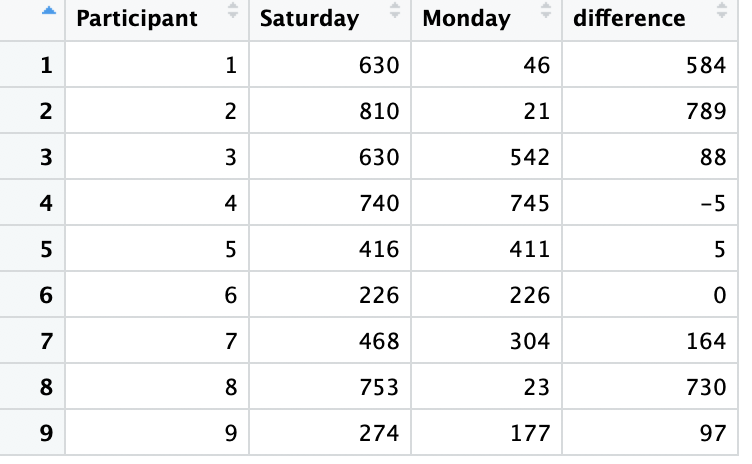 Participant Saturday Monday difference
1 1 630 46 584
2 2 810 21 789
3 3 630 542 88
4 4 740 745 −5
5 5 416 411 5
6 6 226 226 0
7 7 468 304 164
8 8 753 23 730
9 9 274 177 97